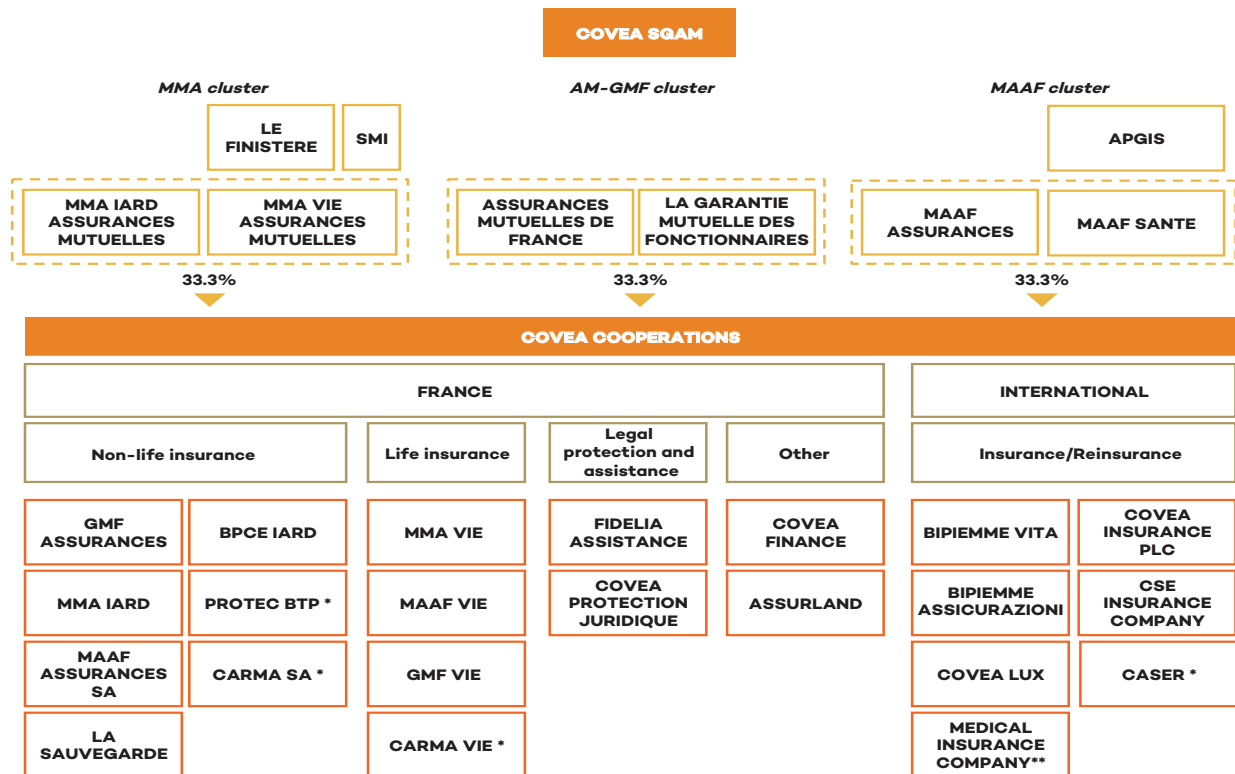 COVEA SGAM
MMA cluster
AM-GMF cluster
MAAF cluster
LE
FINISTERE
SMI
APGIS
MMA IARD
ASSURANCES
MUTUELLES
MMA VIE
ASSURANCES
MUTUELLES
ASSURANCES
MUTUELLES DE
FRANCE
LA GARANTIE
MUTUELLE DES
FONCTIONNAIRES
MAAF
ASSURANCES
MAAF SANTE
33.3%
33.3%
33.3%
COVEA COOPERATIONS
FRANCE
INTERNATIONAL
Non-life insurance
Life insurance
Legal
protection and
assistance
Other
Insurance/Reinsurance
GMF
ASSURANCES
BPCE IARD
MMA VIE
FIDELIA
ASSISTANCE
COVEA
FINANCE
BIPIEMME VITA
COVEA
INSURANCE
PLC
MMA IARD
PROTEC BTP *
MAAF VIE
COVEA
PROTECTION
JURIDIQUE
ASSURLAND
BIPIEMME
ASSICURAZIONI
CSE
INSURANCE
COMPANY
MAAF
ASSURANCES
SA
CARMA SA *
GMF VIE
COVEA LUX
CASER *
LA
SAUVEGARDE
CARMA VIE *
MEDICAL
INSURANCE
COMPANY**